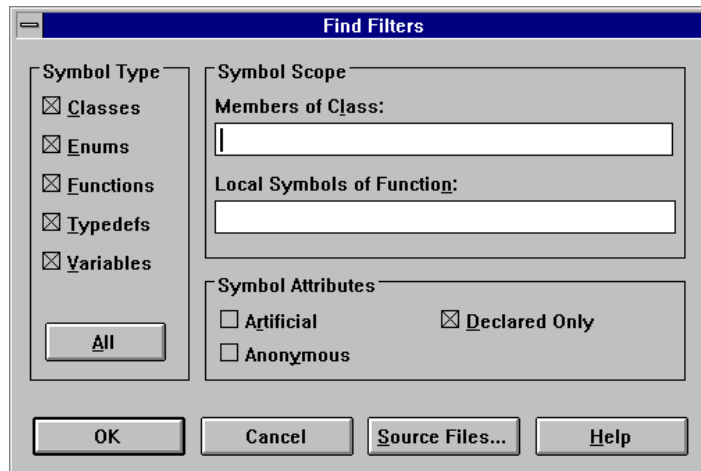 Find Filters
Symbol Type
Classes
Enums
Functions
Typedefs
Variables
All
Symbol Scope
Members of Class:
Local Symbols of Function:
Symbol Attributes
Artificial
Declared Only
Anonymous
OK
Cancel
Source Files...
Help